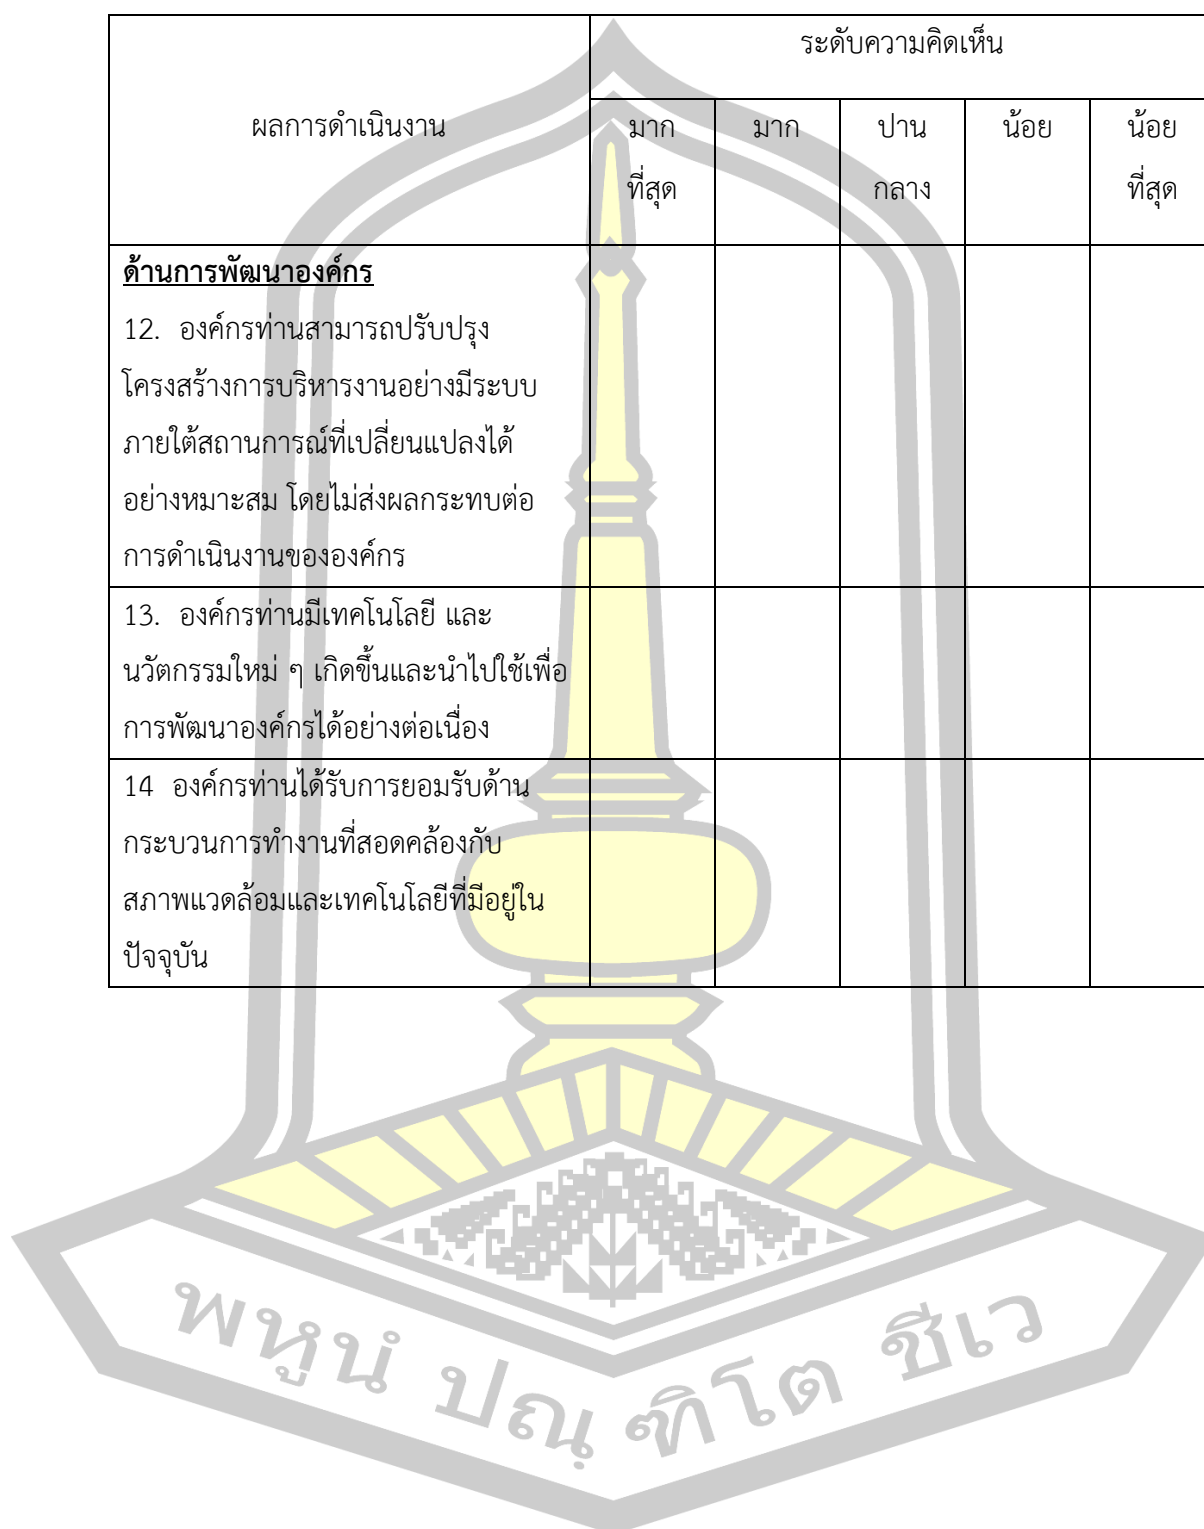 ระดับความคิดเห็น
ผลการดำเนินงาน
มาก
ที่สุด
มาก
ปาน
กลาง
น้อย
น้อย
ที่สุด
ด้านการพัฒนาองค์กร
12. องค์กรท่านสามารถปรับปรุง
โครงสร้างการบริหารงานอย่างมีระบบ
ภายใต้สถานการณ์ที่เปลี่ยนแปลงได้
อย่างหมาะสม โดยไม่ส่งผลกระทบต่อ
การดำเนินงานขององค์กร
13. องค์กรท่านมีเทคโนโลยี และ
นวัตกรรมใหม่ ๆ เกิดขึ้นและนำไปใช้เพื่อ
การพัฒนาองค์กรได้อย่างต่อเนื่อง
14 องค์กรท่านได้รับการยอมรับด้าน
กระบวนการทำงานที่สอดคล้องกับ
สภาพแวดล้อมและเทคโนโลยีที่มีอยู่ใน
ปัจจุบัน
พหูนํ ปณฺฑิโต ชีเว